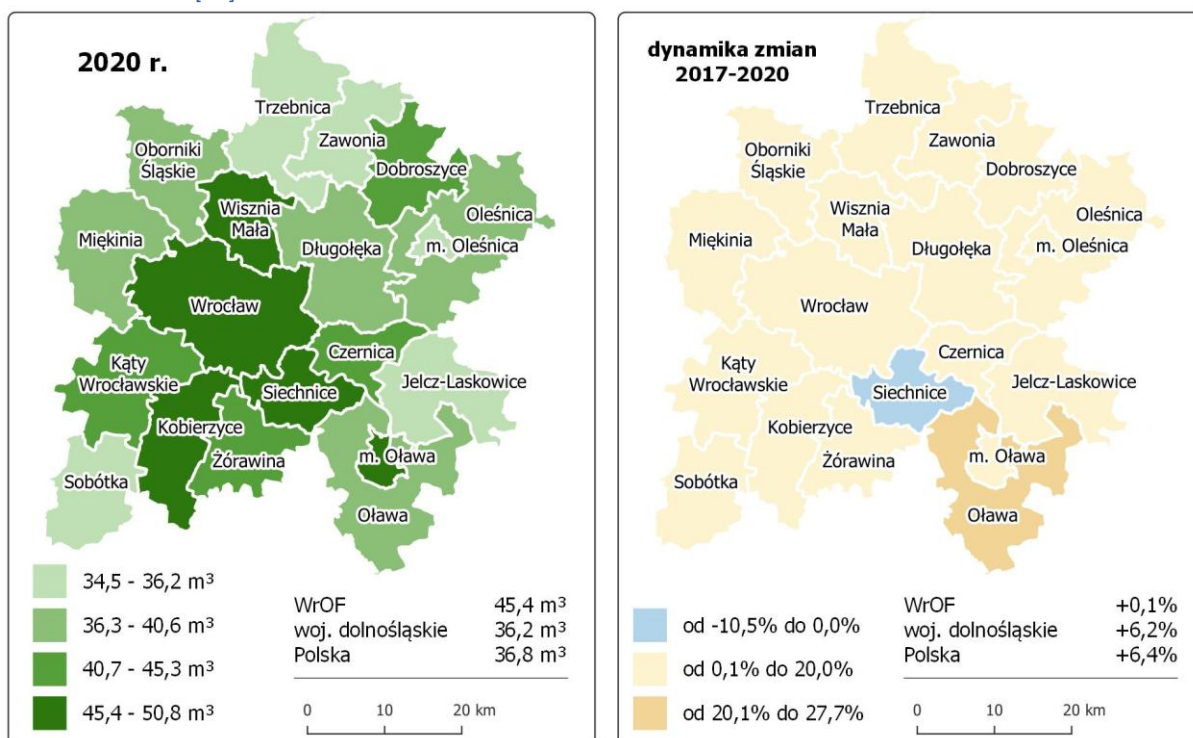 2020 r.
Trzebnica
Zawonia
Oborniki
Śląskie
Dobroszyce
Wisznia
Mała
Oleśnica
Miękinia
Długołęka
m. Oleśnica
Wrocław
Czernica
Kąty
Wrocławskie
Siechnice
Jelcz-Laskowice
Kobierzyce
Żórawina
m. Oława
Sobótka
Oława
34,5 - 36,2 m³
36,3 - 40,6 m³
40,7 - 45,3 m³
45,4 - 50,8 m³
WrOF 45,4 m³
woj. dolnośląskie 36,2 m³
Polska 36,8 m³
0 10 20 km
dynamika zmian
2017-2020
Trzebnica
Zawonia
Oborniki
Śląskie
Dobroszyce
Wisznia
Mała
Oleśnica
Miękinia
Długołęka
m. Oleśnica
Wrocław
Czernica
Kąty
Wrocławskie
Siechnice
Jelcz-Laskowice
Kobierzyce
Żórawina
m. Oława
Sobótka
Oława
od -10,5% do 0,0%
od 0,1% do 20,0%
od 20,1% do 27,7%
WrOF +0,1%
woj. dolnośląskie +6,2%
Polska +6,4%
0 10 20 km